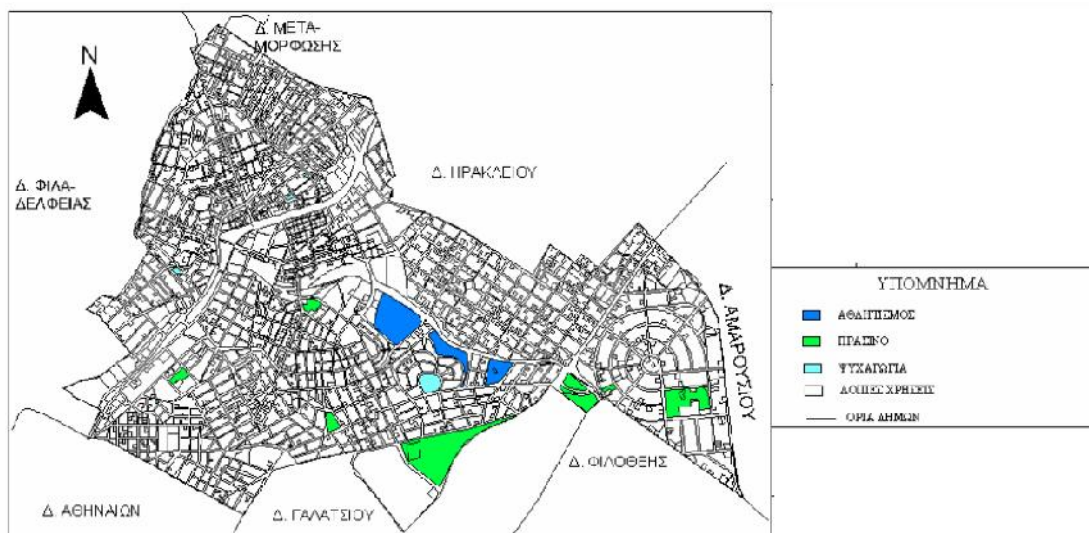 Δ. ΜΕΤΑ-
ΜΟΡΦΩΣΗΣ
N
Δ. ΗΡΑΚΛΕΙΟΥ
Δ. ΦΙΛΑ-
ΔΕΛΦΕΙΑΣ
Δ. ΑΜΑΡΟΥΣΙΟΥ
Δ. ΦΙΛΟΘΕΗΣ
Δ. ΑΘΗΝΑΙΩΝ
Δ. ΓΑΛΑΤΣΙΟΥ
ΥΠΟΜΝΗΜΑ
ΑΘΛΗΤΙΣΜΟΣ
ΠΡΑΣΙΝΟ
ΨΥΧΑΓΩΓΙΑ
ΛΟΙΠΕΣ ΧΡΗΣΕΙΣ
ΟΡΙΑ ΔΗΜΩΝ